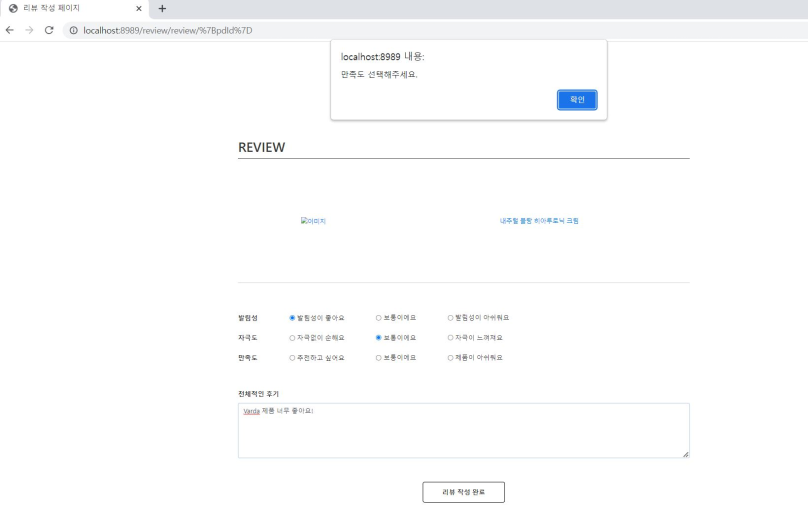 리뷰 작성 페이지
localhost:8989/review/review/%7BpdId%7D
localhost:8989 내용:
만족도 선택해주세요.
확인
REVIEW
이미지
내추럴 블랑 히아루로닉 크림
발림성 발림성이 좋아요 보통이에요 발림성이 아쉬워요
자극도 자극없이 순해요 보통이에요 자극이 느껴져요
만족도 추천하고 싶어요 보통이에요 제품이 아쉬워요
전체적인 후기
Varda 제품 너무 좋아요!
리뷰 작성 완료